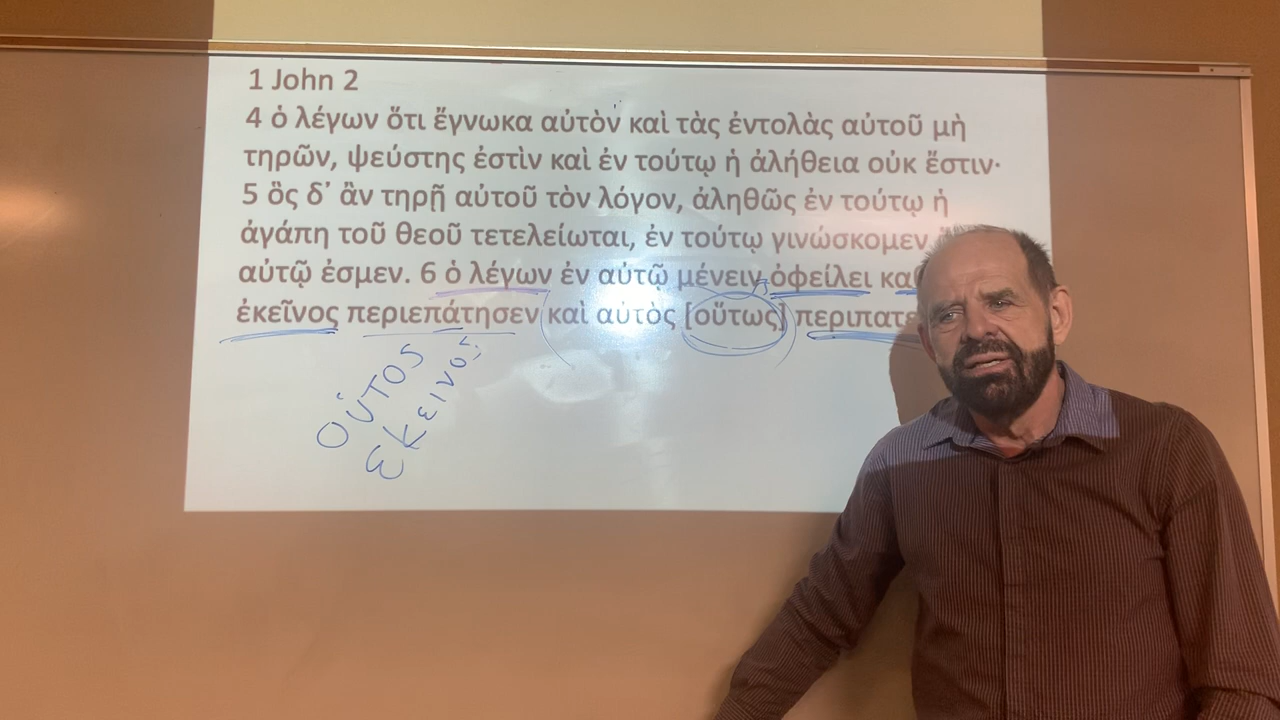 1 John 2
4 ὁ λέγων ὅτι ἔγνωκα αὐτὸν καὶ τὰς ἐντολὰς αὐτοῦ μὴ
τηρῶν, ψεύστης ἐστὶν καὶ ἐν τούτῳ ἡ ἀλήθεια οὐκ ἔστιν·
5 ὃς δ᾽ ἂν τηρῇ αὐτοῦ τὸν λόγον, ἀληθῶς ἐν τούτῳ ἡ
ἀγάπη τοῦ θεοῦ τετελείωται, ἐν τούτῳ γινώσκομεν
αὐτῷ ἐσμεν. 6 ὁ λέγων ἐν αὐτῷ μένειν ὀφείλει
ἐκεῖνος περιεπάτησεν καὶ αὐτὸς [οὕτως]
οὑτος
εκεινος